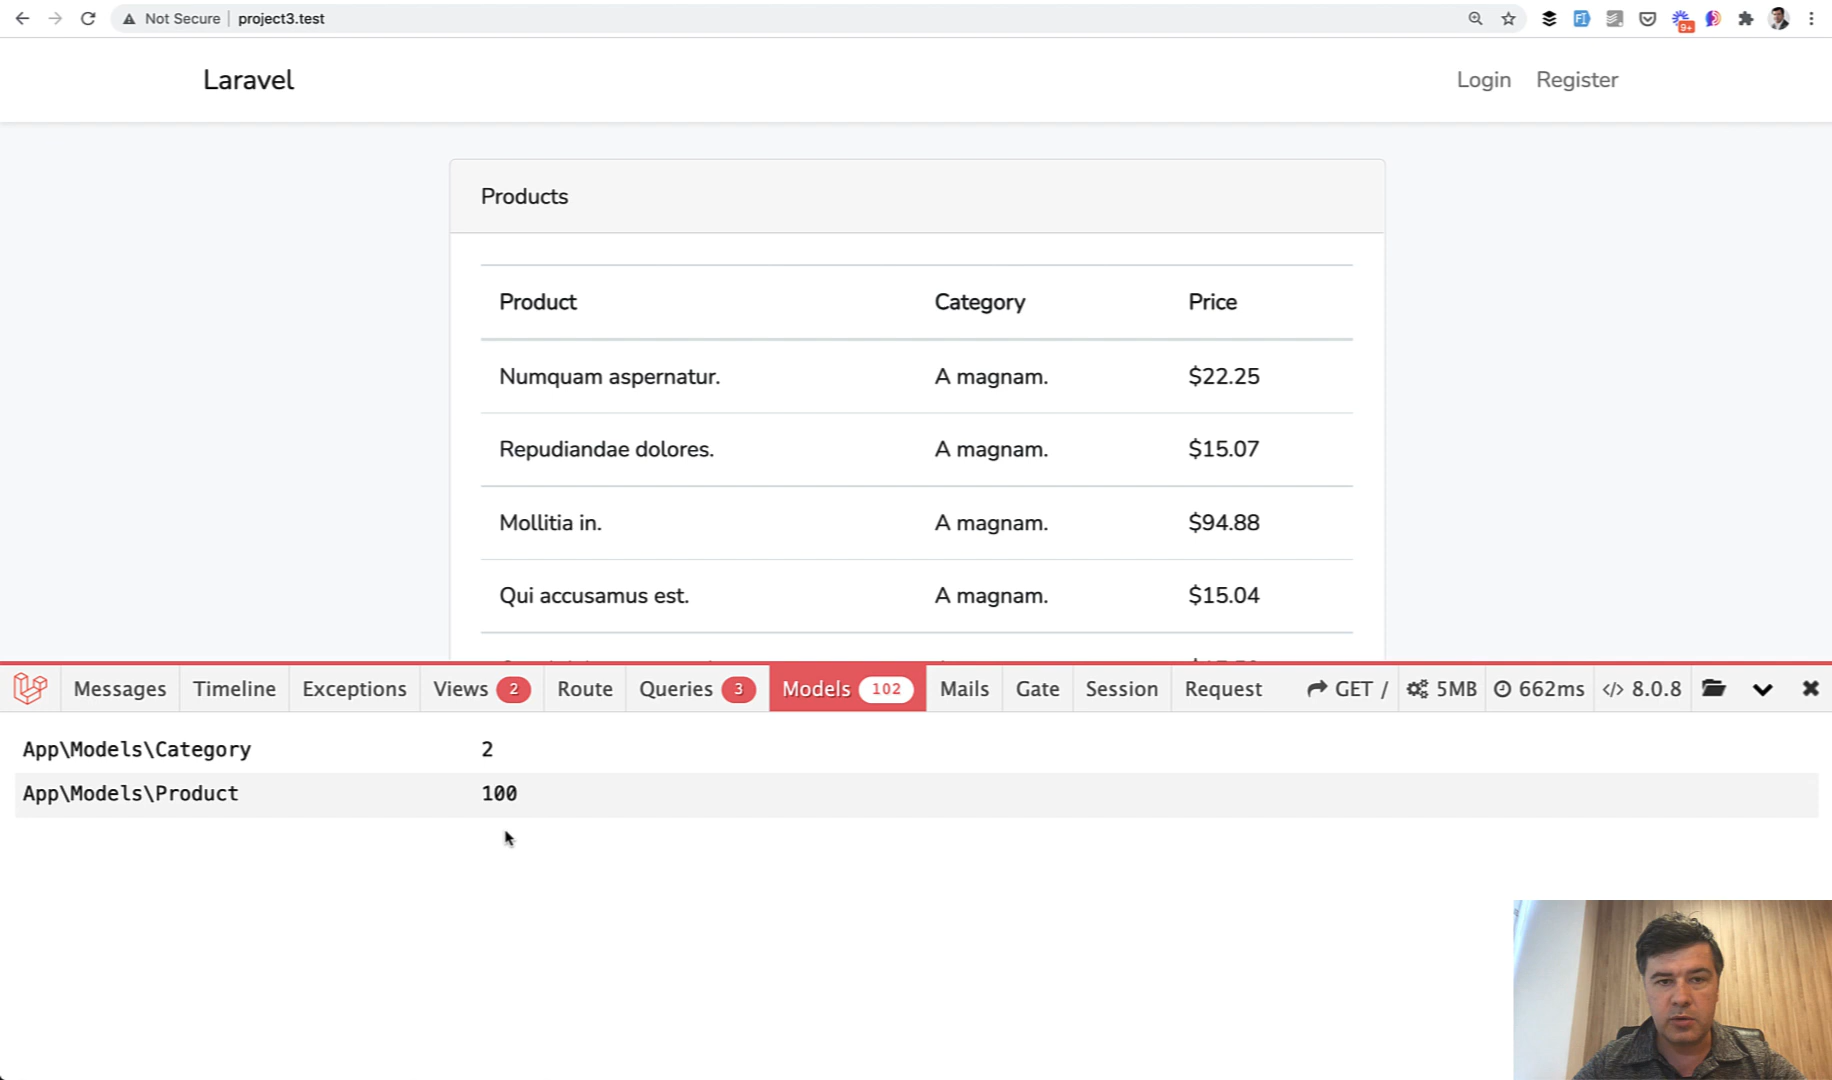 Not Secure project3.test
9+
Laravel Login Register
Products
Product Category Price
Numquam aspernatur. A magnam. $22.25
Repudiandae dolores. A magnam. $15.07
Mollitia in. A magnam. $94.88
Qui accusamus est. A magnam. $15.04
Messages Timeline Exceptions Views 2 Route Queries 3 Models 102 Mails Gate Session Request GET / 5MB 662ms </> 8.0.8
App\Models\Category 2
App\Models\Product 100